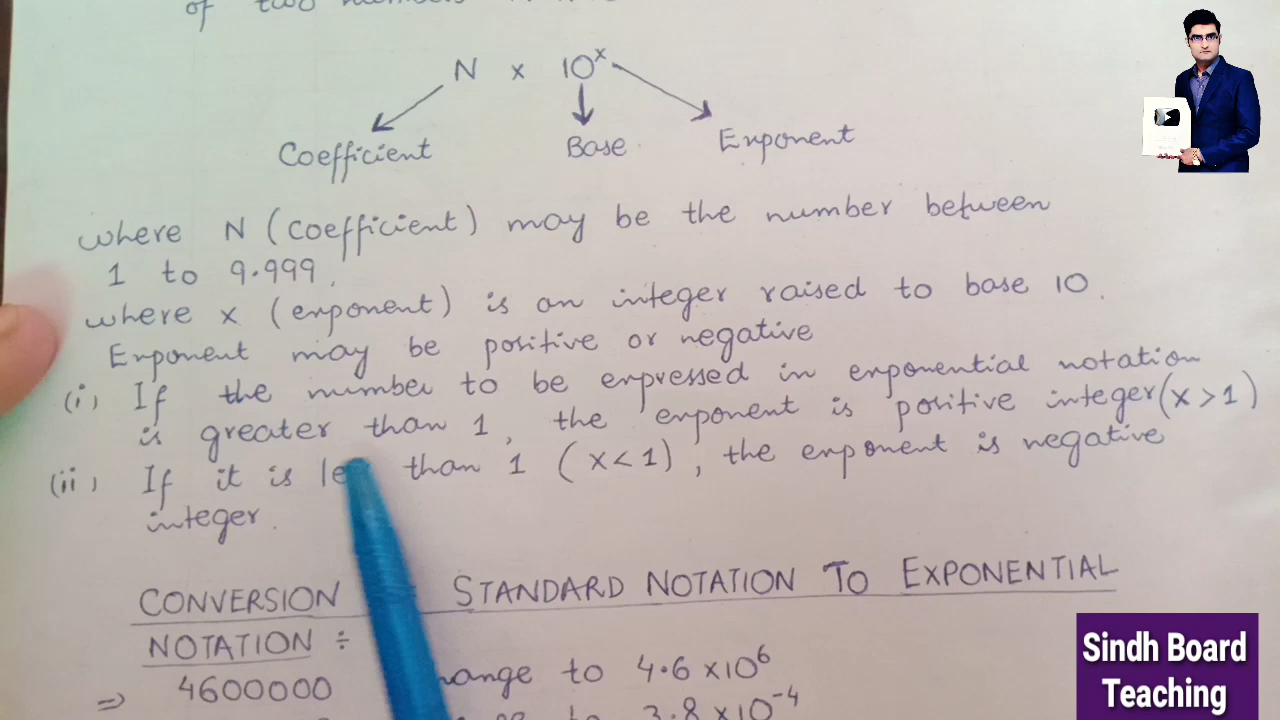 of two numbers
N x 10^x
Coefficient Base Exponent
where N (coefficient) may be the number between
1 to 9.999.
where x (exponent) is an integer raised to base 10.
Exponent may be positive or negative
(i) If the number to be expressed in exponential notation
is greater than 1, the exponent is positive integer (x>1)
(ii) If it is than 1 (x<1), the exponent is negative
integer.
CONVERSION STANDARD NOTATION TO EXPONENTIAL
NOTATION ÷
⇒ 4600000 to 4.6 x 10^6
to 3.8 x 10^-4
Sindh Board
Teaching